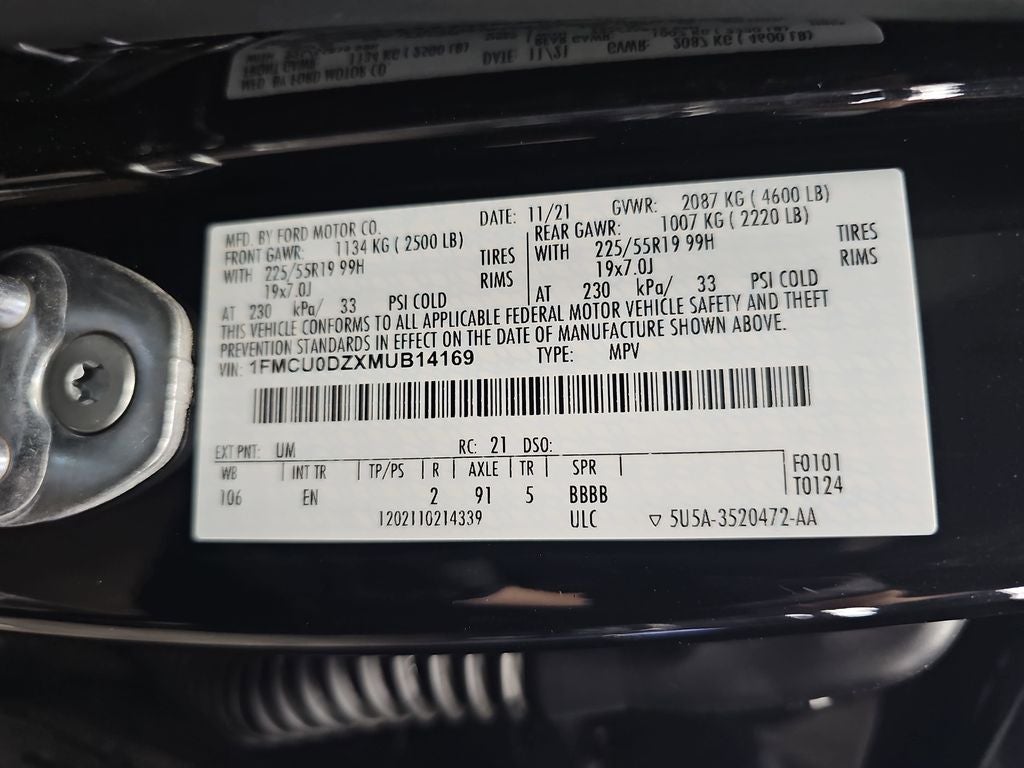 MFD. BY FORD MOTOR CO. DATE: 11/21 GVWR: 2087 KG ( 4600 LB)
FRONT GAWR: 1134 KG ( 2500 LB) REAR GAWR: 1007 KG ( 2220 LB)
WITH 225/55R19 99H TIRES WITH 225/55R19 99H TIRES
19x7.0J RIMS 19x7.0J RIMS
AT 230 kPa/ 33 PSI COLD AT 230 kPa/ 33 PSI COLD
THIS VEHICLE CONFORMS TO ALL APPLICABLE FEDERAL MOTOR VEHICLE SAFETY AND THEFT
PREVENTION STANDARDS IN EFFECT ON THE DATE OF MANUFACTURE SHOWN ABOVE.
VIN: 1FMCU0DZXMUB14169 TYPE: MPV
EXT PNT: UM RC: 21 DSO:
WB INT TR TP/PS R AXLE TR SPR F0101
106 EN 2 91 5 BBBB T0124
1202110214339 ULC ▽ 5U5A-3520472-AA